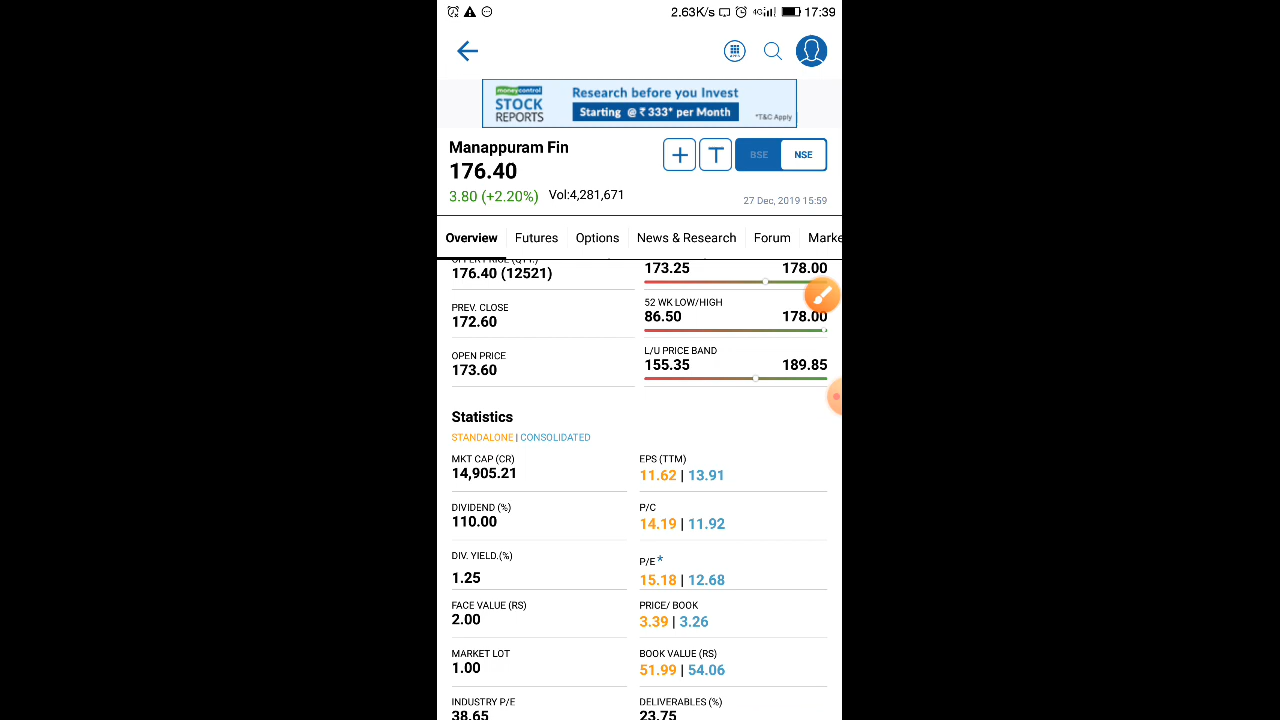 2.63K/s 4G 17:39
APPS
moneycontrol
STOCK
REPORTS
Research before you Invest
Starting @ ₹ 333* per Month
*T&C Apply
Manappuram Fin
176.40
3.80 (+2.20%) Vol:4,281,671
T
BSE NSE
27 Dec, 2019 15:59
Overview Futures Options News & Research Forum Marke
OFFER PRICE (QTY.)
176.40 (12521)
173.25 178.00
PREV. CLOSE
172.60
52 WK LOW/HIGH
86.50 178.00
OPEN PRICE
173.60
L/U PRICE BAND
155.35 189.85
Statistics
STANDALONE | CONSOLIDATED
MKT CAP (CR)
14,905.21
EPS (TTM)
11.62 | 13.91
DIVIDEND (%)
110.00
P/C
14.19 | 11.92
DIV. YIELD.(%)
1.25
P/E*
15.18 | 12.68
FACE VALUE (RS)
2.00
PRICE/ BOOK
3.39 | 3.26
MARKET LOT
1.00
BOOK VALUE (RS)
51.99 | 54.06
INDUSTRY P/E
38.65
DELIVERABLES (%)
23.75